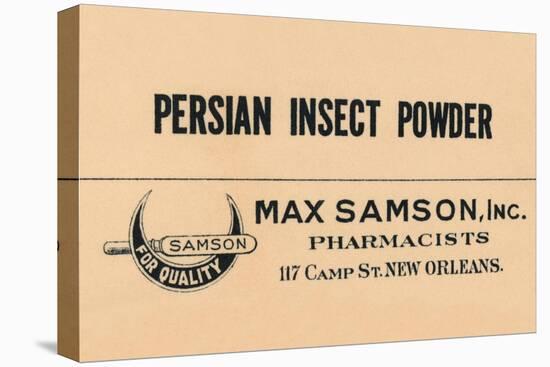 PERSIAN INSECT POWDER
SAMSON
FOR QUALITY
MAX SAMSON, INC.
PHARMACISTS
117 CAMP ST. NEW ORLEANS.